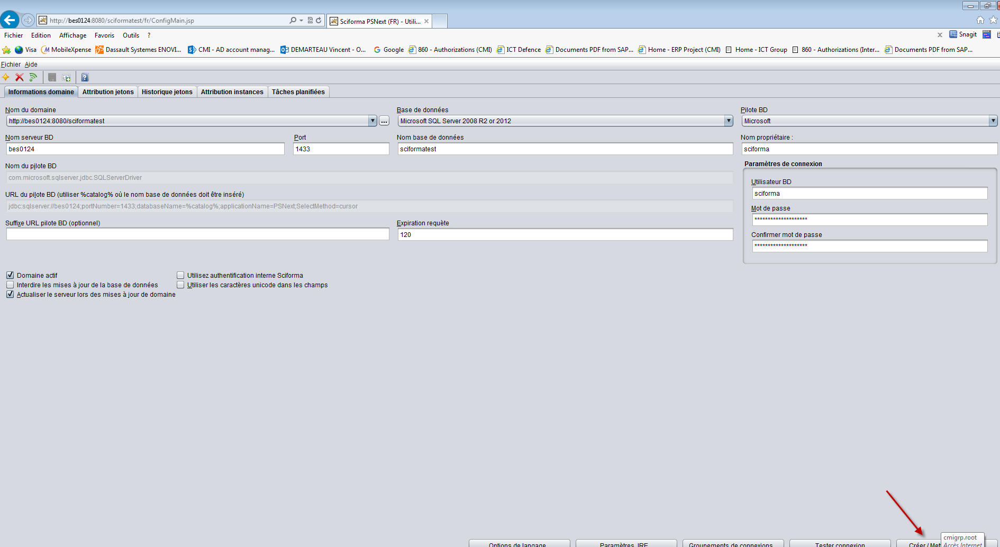 http://bes0124:8080/sciformatest/fr/ConfigMain.jsp
Sciforma PSNext (FR) - Utili...
Fichier Edition Affichage Favoris Outils ?
Snagit
Visa MobileXpense Dassault Systemes ENOVI... CMI - AD account manag... DEMARTEAU Vincent - O... Google 860 - Authorizations (CMI) ICT Defence Documents PDF from SAP... Home - ERP Project (CMI) Home - ICT Group 860 - Authorizations (Inter... Documents PDF from SAP...
Fichier Aide
Informations domaine Attribution jetons Historique jetons Attribution instances Tâches planifiées
Nom du domaine Base de données Pilote BD
http://bes0124:8080/sciformatest ... Microsoft SQL Server 2008 R2 or 2012 Microsoft
Nom serveur BD Port Nom base de données Nom propriétaire :
bes0124 1433 sciformatest sciforma
Nom du pilote BD
com.microsoft.sqlserver.jdbc.SQLServerDriver
Paramètres de connexion
Utilisateur BD
sciforma
URL du pilote BD (utiliser %catalog% où le nom base de données doit être inséré)
jdbc:sqlserver://bes0124;portNumber=1433;databaseName=%catalog%;applicationName=PSNext;SelectMethod=cursor
Mot de passe
********************
Suffixe URL pilote BD (optionnel) Expiration requète
120
Confirmer mot de passe
********************
Domaine actif Utilisez authentification interne Sciforma
Interdire les mises à jour de la base de données Utiliser les caractères unicode dans les champs
Actualiser le serveur lors des mises à jour de domaine
Options de langage Paramètres JRE Groupements de connexions Tester connexion Créer / Met
cmigrp.root
Accès Internet